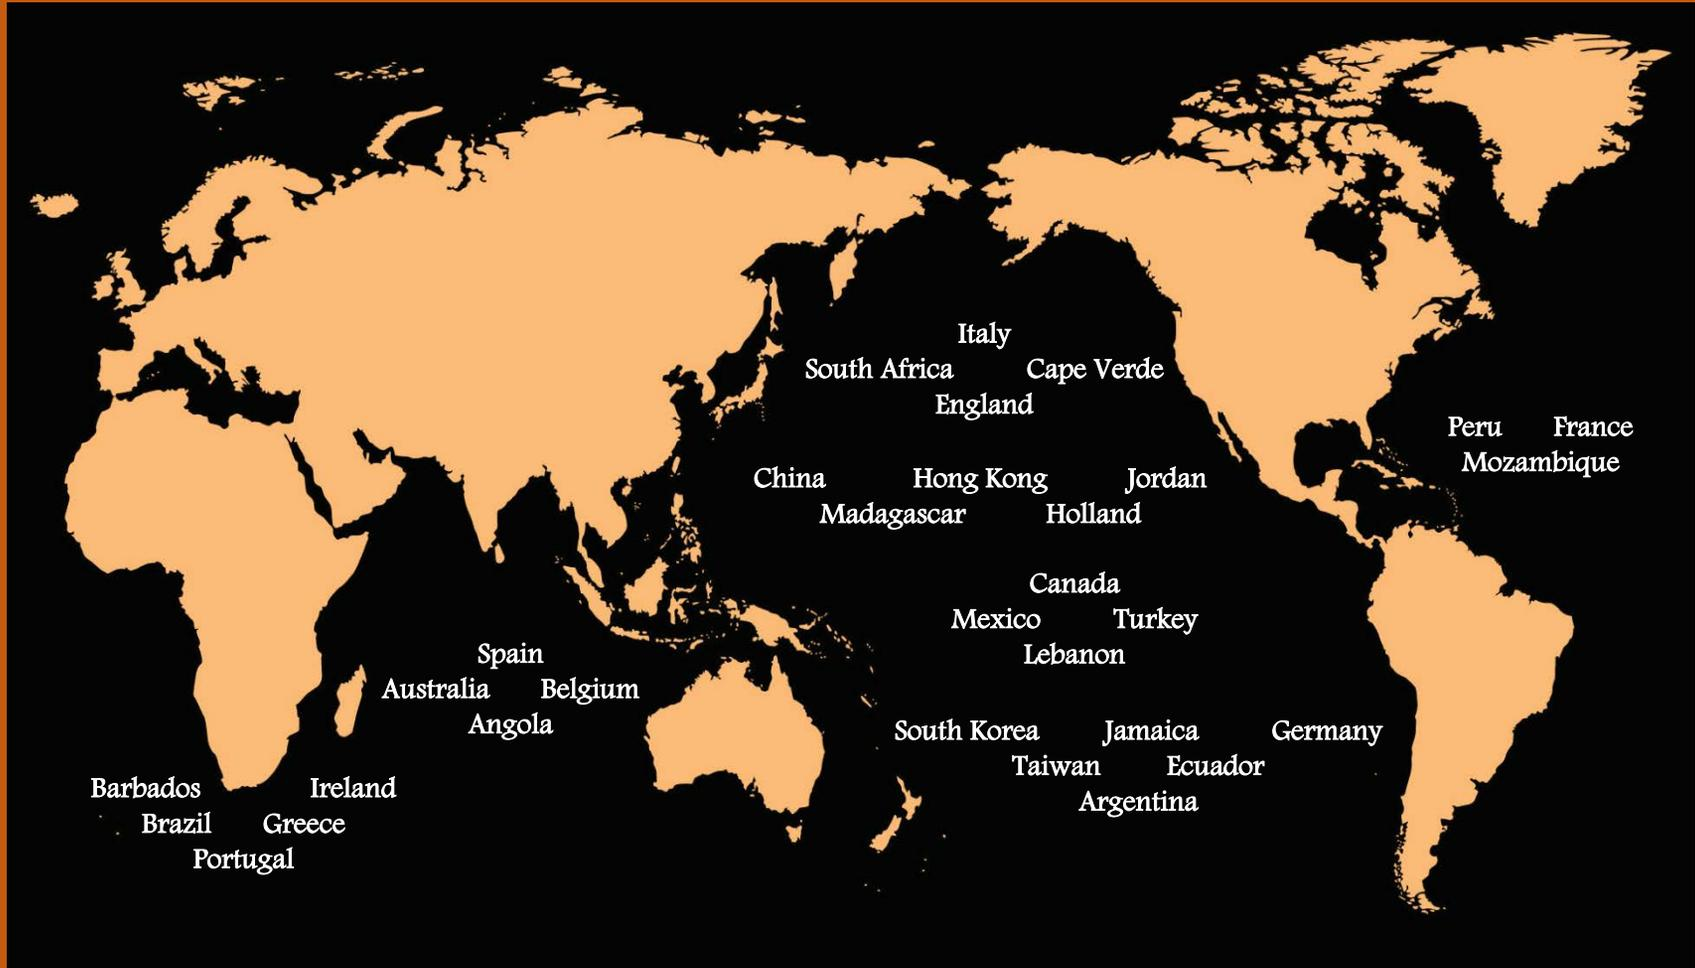 Italy
South Africa Cape Verde
England
Peru France
Mozambique
China Hong Kong Jordan
Madagascar Holland
Canada
Mexico Turkey
Lebanon
Spain
Australia Belgium
Angola
South Korea Jamaica Germany
Taiwan Ecuador
Argentina
Barbados Ireland
Brazil Greece
Portugal